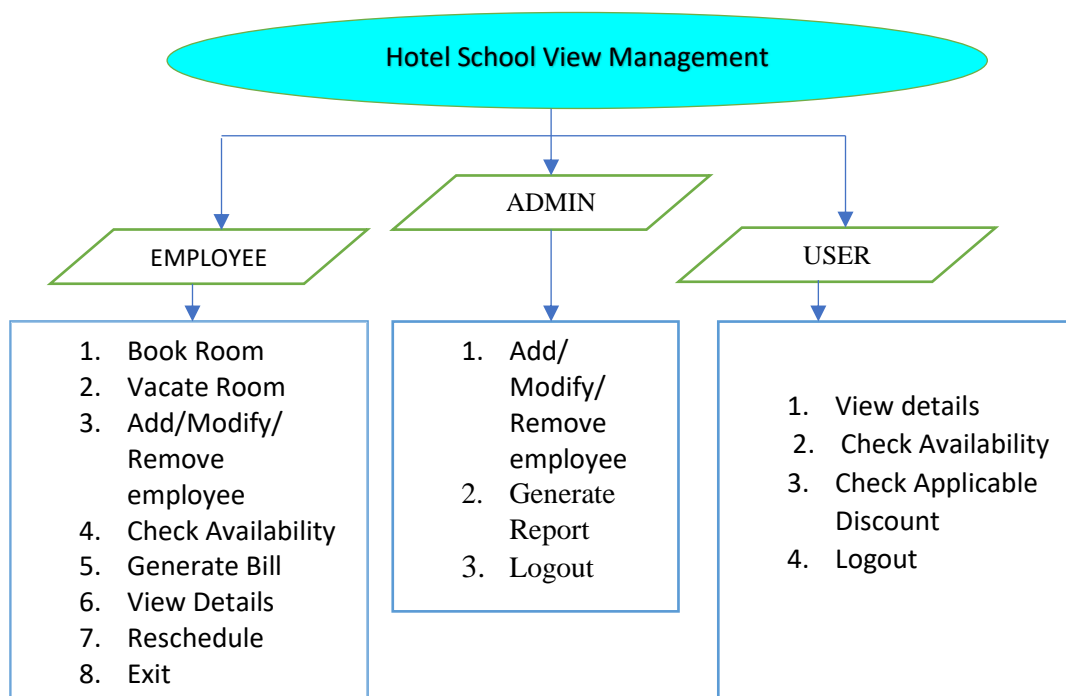 Hotel School View Management
EMPLOYEE
ADMIN
USER
1. Book Room
2. Vacate Room
3. Add/Modify/
Remove
employee
4. Check Availability
5. Generate Bill
6. View Details
7. Reschedule
8. Exit
1. Add/
Modify/
Remove
employee
2. Generate
Report
3. Logout
1. View details
2. Check Availability
3. Check Applicable
Discount
4. Logout